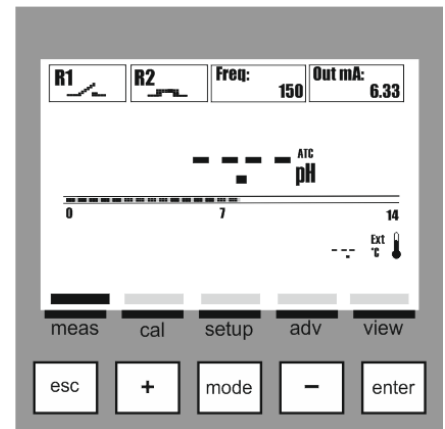 R1
R2
Freq:
150
Out mA:
6.33
ATC
pH
0 7 14
Ext
°C
meas cal setup adv view
esc + mode - enter